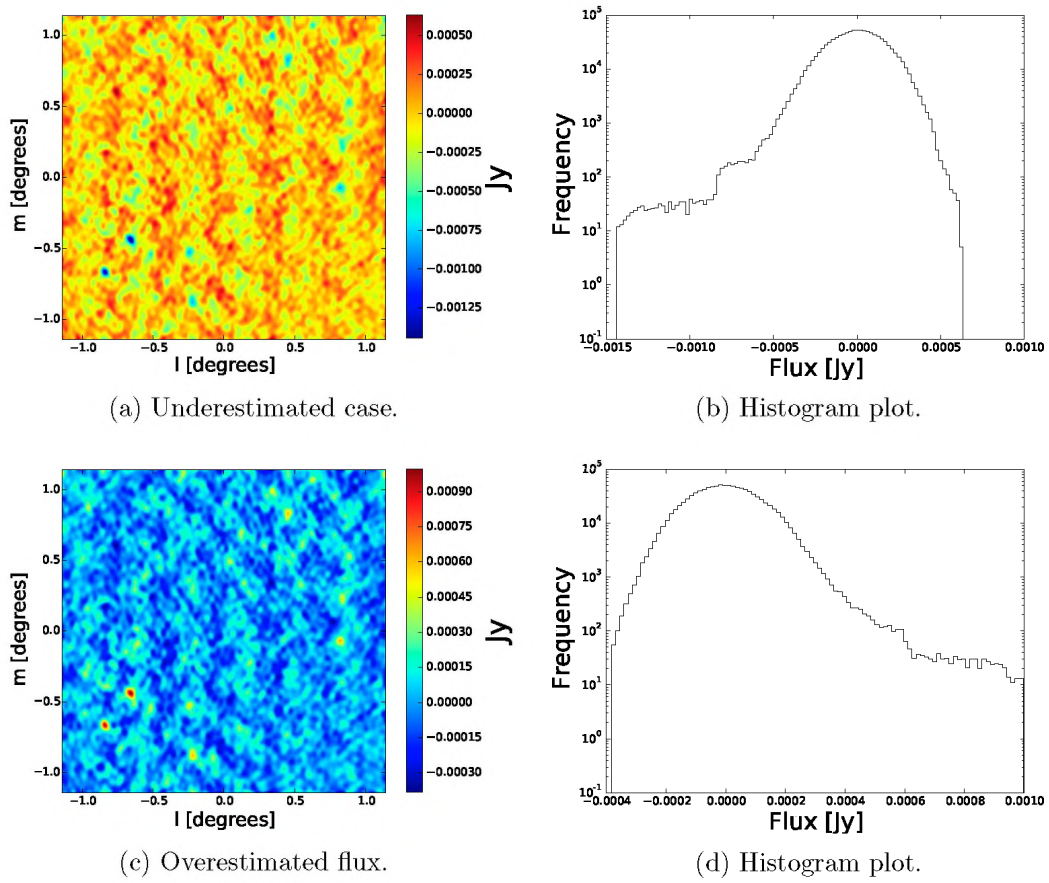 1.0
0.5
0.0
−0.5
−1.0
m [degrees]
−1.0 −0.5 0.0 0.5 1.0
l [degrees]
0.00050
0.00025
0.00000
−0.00025
−0.00050
−0.00075
−0.00100
−0.00125
Jy
10^5
10^4
10^3
10^2
10^1
10^0
10^-1
Frequency
−0.0015 −0.0010 −0.0005 0.0000 0.0005 0.0010
Flux [Jy]
(a) Underestimated case.
(b) Histogram plot.
1.0
0.5
0.0
−0.5
−1.0
m [degrees]
−1.0 −0.5 0.0 0.5 1.0
l [degrees]
0.00090
0.00075
0.00060
0.00045
0.00030
0.00015
0.00000
−0.00015
−0.00030
Jy
10^5
10^4
10^3
10^2
10^1
10^0
10^-1
Frequency
−0.0004 −0.0002 0.0000 0.0002 0.0004 0.0006 0.0008 0.0010
Flux [Jy]
(c) Overestimated flux.
(d) Histogram plot.